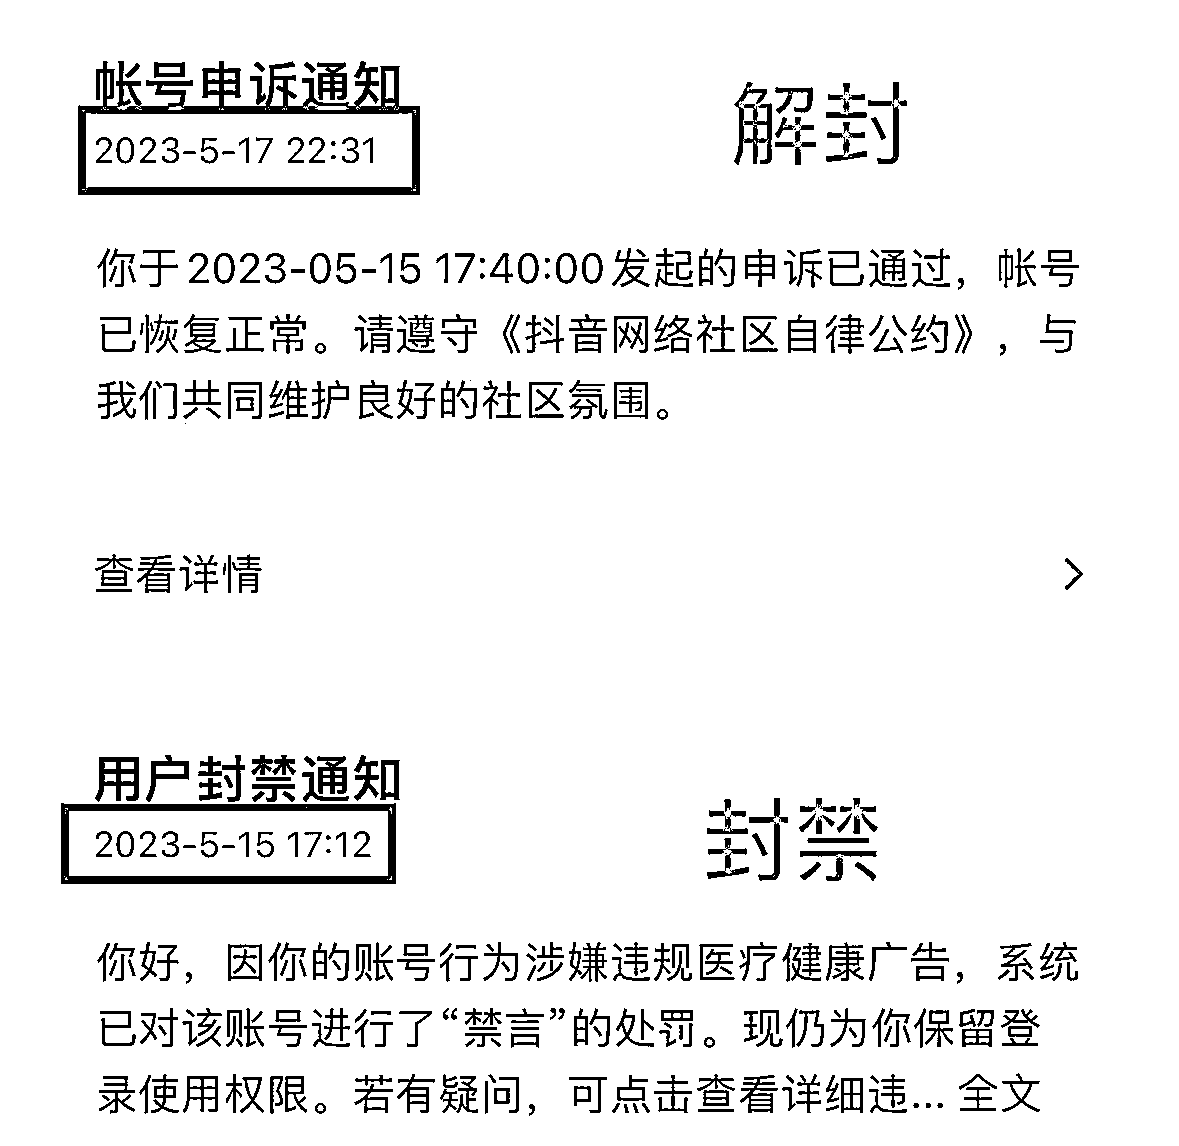 帐号申诉通知
2023-5-17 22:31
解封
你于2023-05-15 17:40:00发起的申诉已通过，帐号
已恢复正常。请遵守《抖音网络社区自律公约》，与
我们共同维护良好的社区氛围。
查看详情
用户封禁通知
2023-5-15 17:12
封禁
你好，因你的账号行为涉嫌违规医疗健康广告，系统
已对该账号进行了“禁言”的处罚。现仍为你保留登
录使用权限。若有疑问，可点击查看详细违... 全文